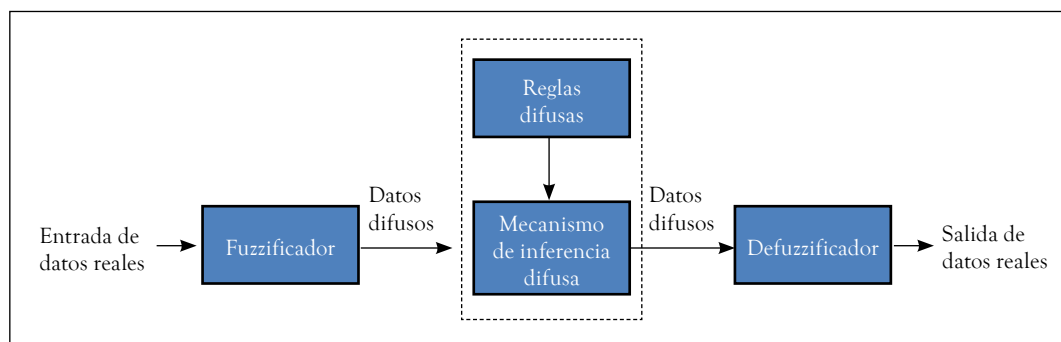 Reglas
difusas
Entrada de
datos reales
Fuzzificador
Datos
difusos
Mecanismo
de inferencia
difusa
Datos
difusos
Defuzzificador
Salida de
datos reales